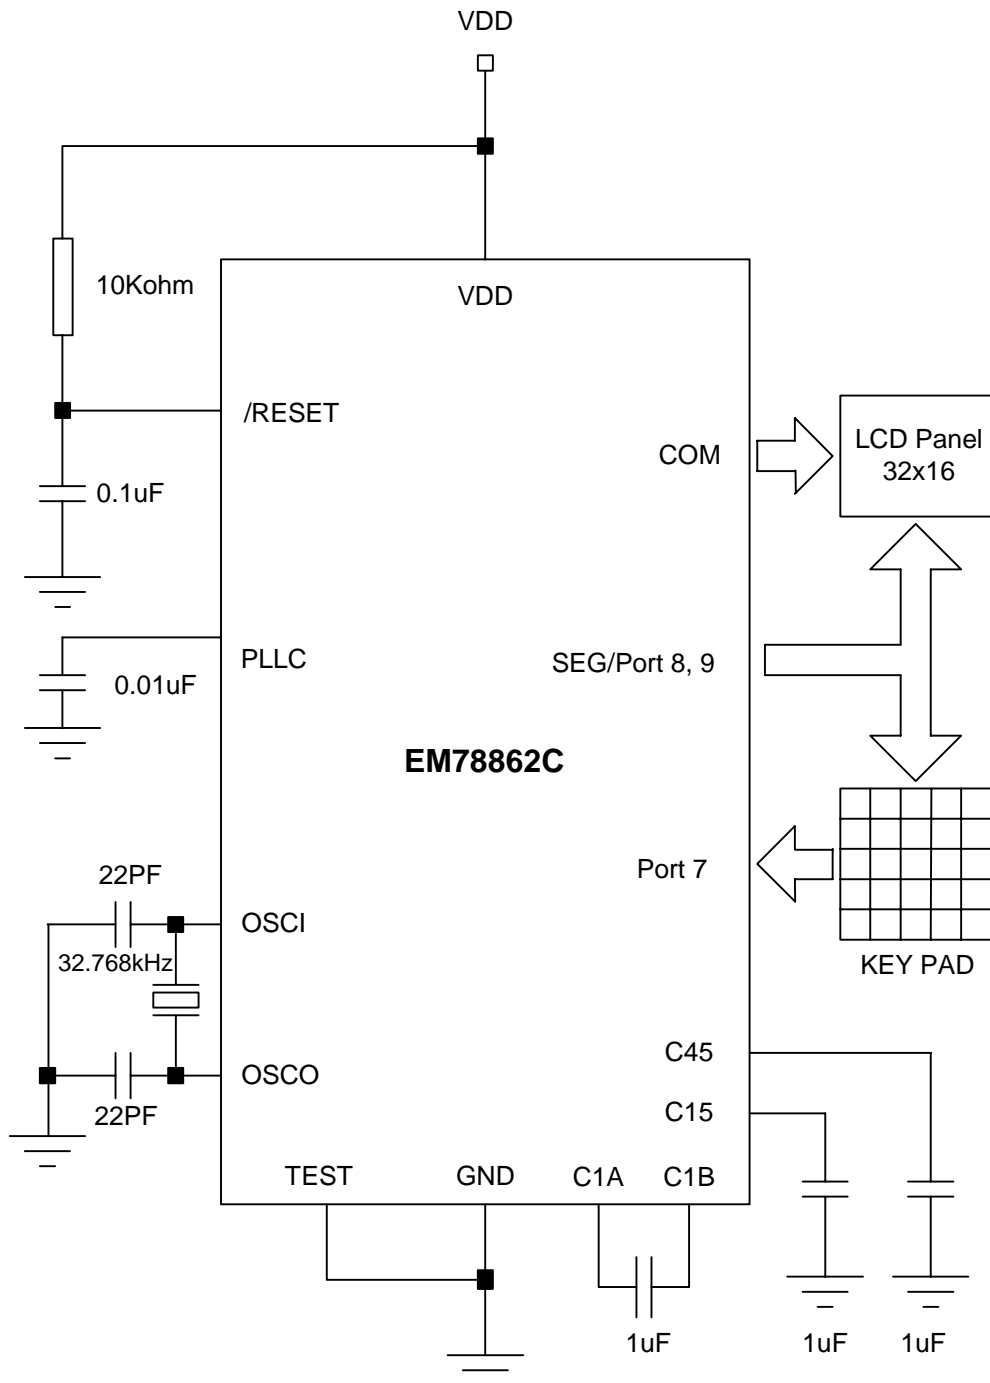 VDD
10Kohm
VDD
/RESET
COM
LCD Panel
32x16
0.1uF
PLLC
SEG/Port 8, 9
0.01uF
EM78862C
22PF
Port 7
OSCI
32.768kHz
KEY PAD
C45
OSCO
22PF
C15
TEST
GND
C1A
C1B
1uF
1uF
1uF